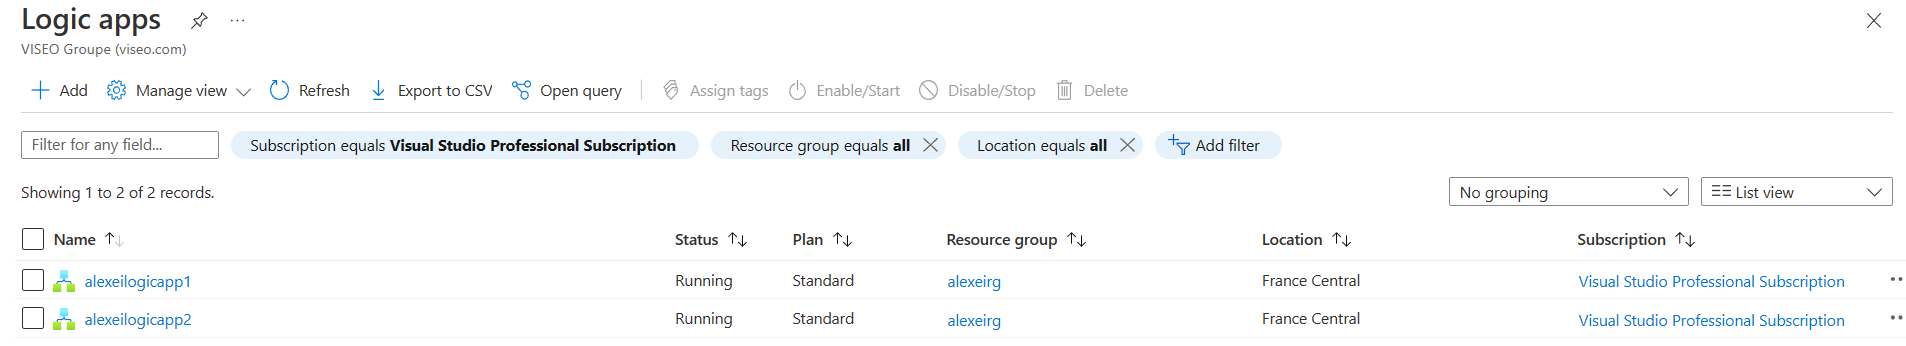 Logic apps
VISEO Groupe (viseo.com)
Add Manage view Refresh Export to CSV Open query Assign tags Enable/Start Disable/Stop Delete
Filter for any field... Subscription equals Visual Studio Professional Subscription Resource group equals all Location equals all Add filter
Showing 1 to 2 of 2 records. No grouping List view
Name Status Plan Resource group Location Subscription
alexeilogicapp1 Running Standard alexeirg France Central Visual Studio Professional Subscription
alexeilogicapp2 Running Standard alexeirg France Central Visual Studio Professional Subscription